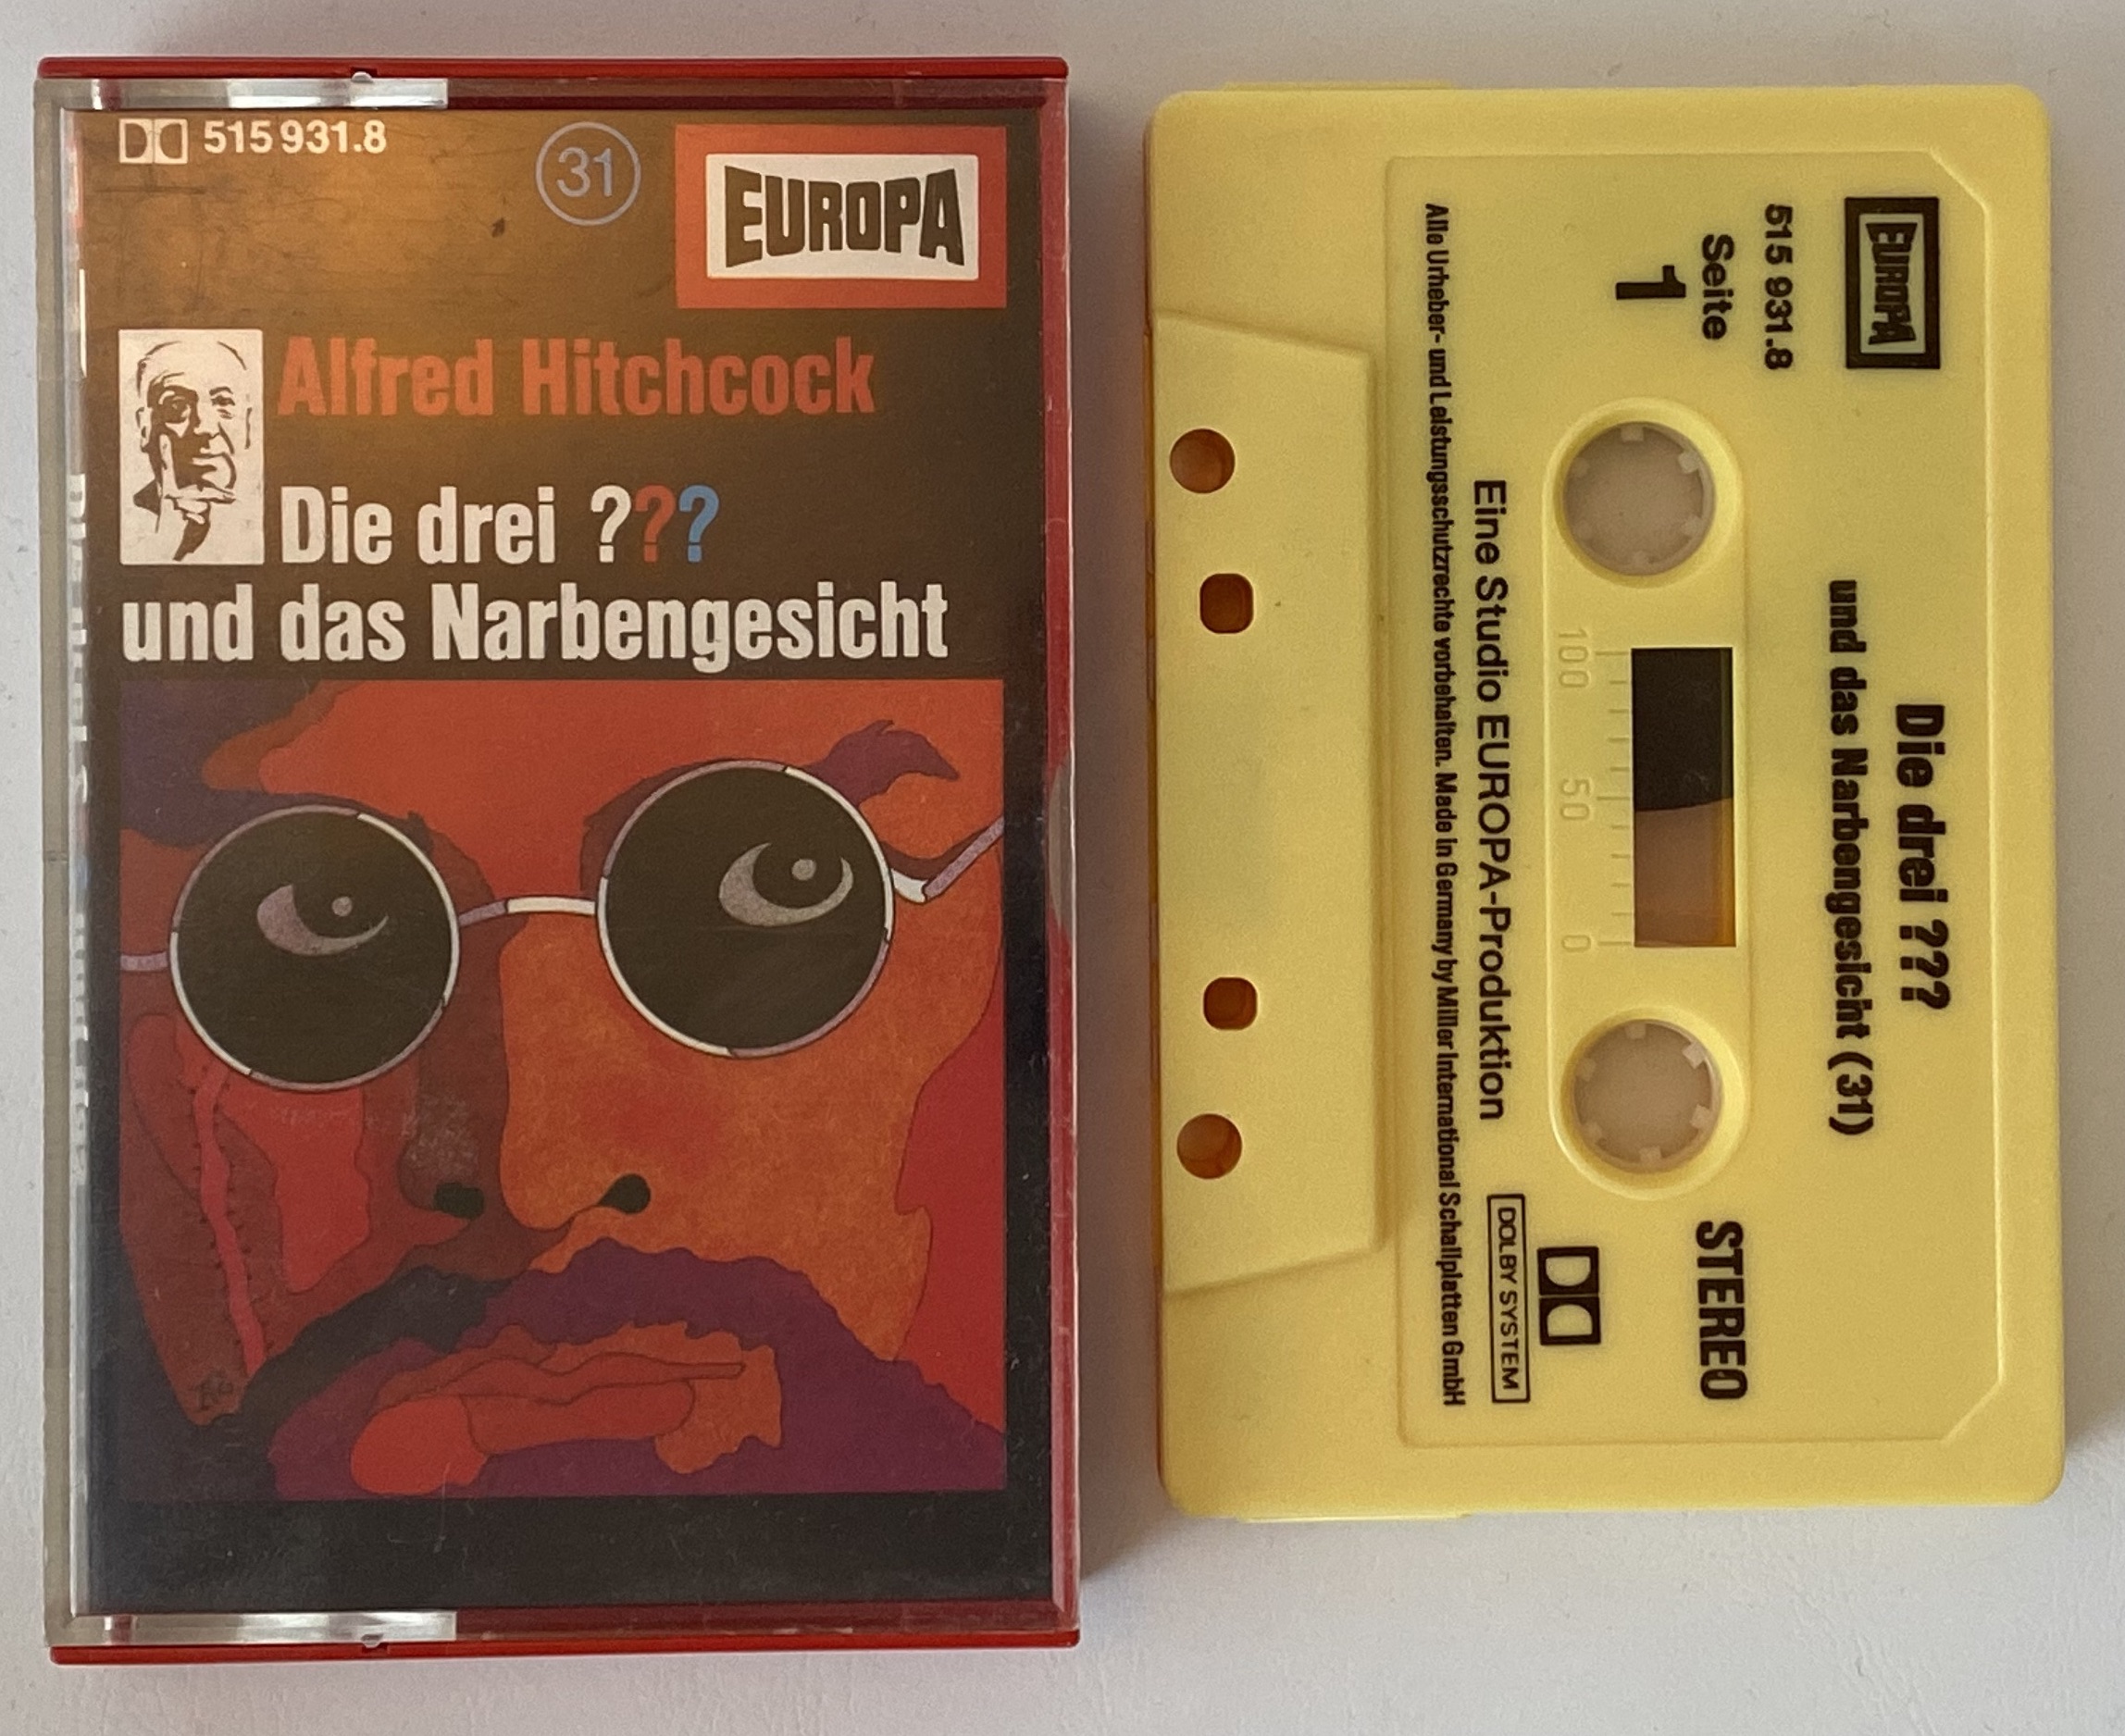 515 931.8
31
EUROPA
Alfred Hitchcock
Die drei ???
und das Narbengesicht
EUROPA
515 931.8
Seite
1
Die drei ???
und das Narbengesicht (31)
STEREO
100
50
0
DOLBY SYSTEM
Eine Studio EUROPA-Produktion
Alle Urheber- und Leistungsschutzrechte vorbehalten. Made in Germany by Miller International Schallplatten GmbH